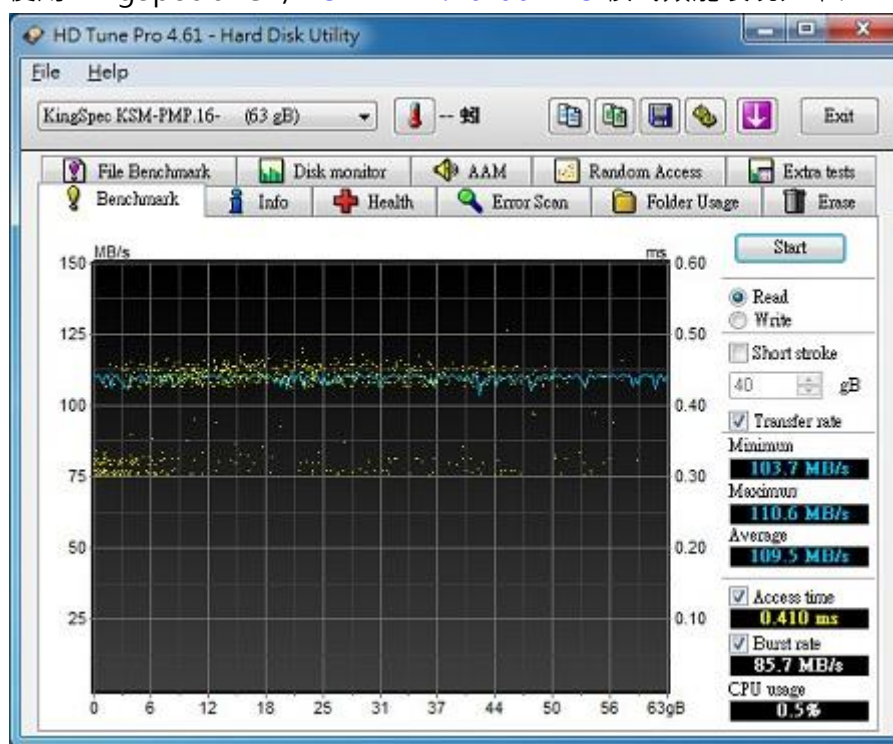 HD Tune Pro 4.61 - Hard Disk Utility
File Help
KingSpec KSM-PMP.16- (63 gB) -- 蚓 Exit
File Benchmark Disk monitor AAM Random Access Extra tests
Benchmark Info Health Error Scan Folder Usage Erase
Start
MB/s ms
150 0.60
Read
Write
125 0.50
Short stroke
40 gB
100 0.40
Transfer rate
Minimum
75 0.30
103.7 MB/s
Maximum
110.6 MB/s
Average
50 0.20
109.5 MB/s
Access time
25 0.10
0.410 ms
Burst rate
85.7 MB/s
CPU usage
0.5%
0 6 12 18 25 31 37 44 50 56 63gB